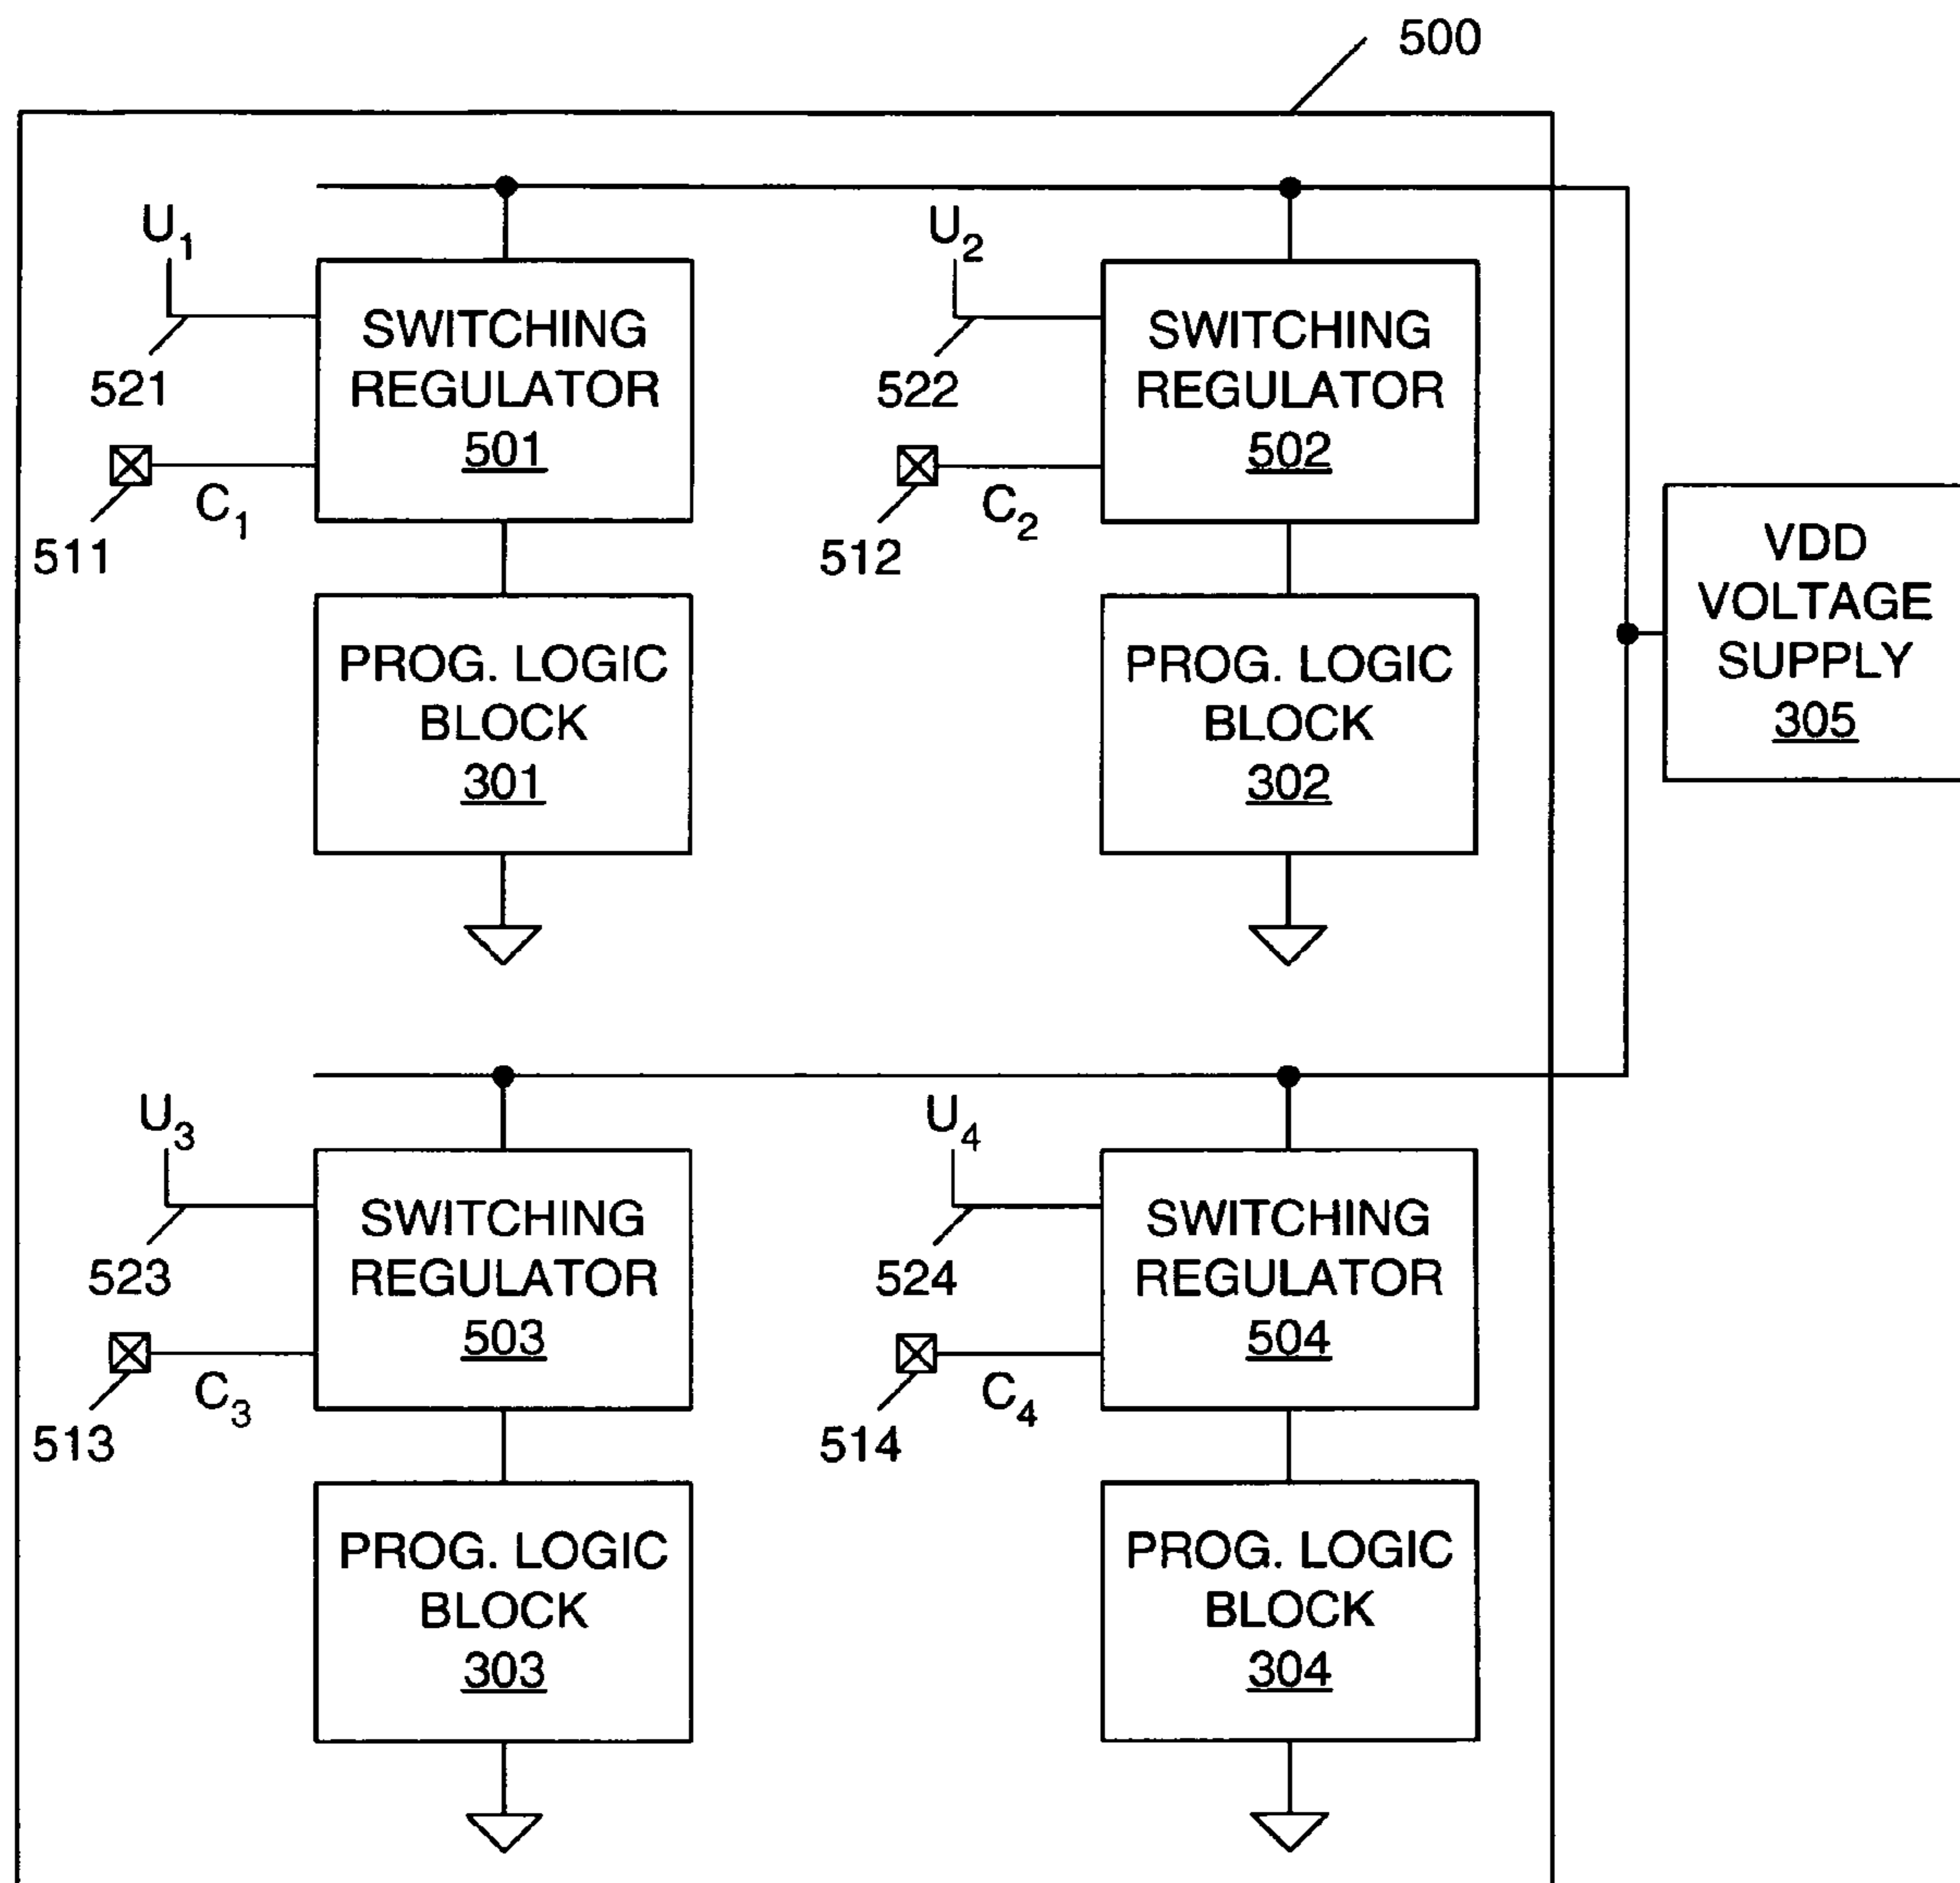 500
U1
SWITCHING
REGULATOR
501
521
511
C1
PROG. LOGIC
BLOCK
301
U2
SWITCHING
REGULATOR
502
522
512
C2
PROG. LOGIC
BLOCK
302
VDD
VOLTAGE
SUPPLY
305
U3
SWITCHING
REGULATOR
503
523
513
C3
PROG. LOGIC
BLOCK
303
U4
SWITCHING
REGULATOR
504
524
514
C4
PROG. LOGIC
BLOCK
304